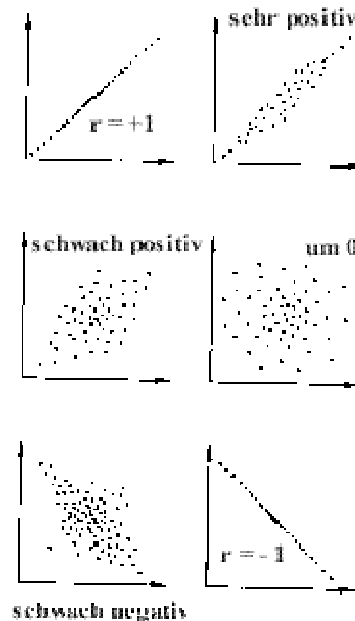 sehr positiv
r = +1
schwach positiv
um 0
r = - 1
schwach negativ